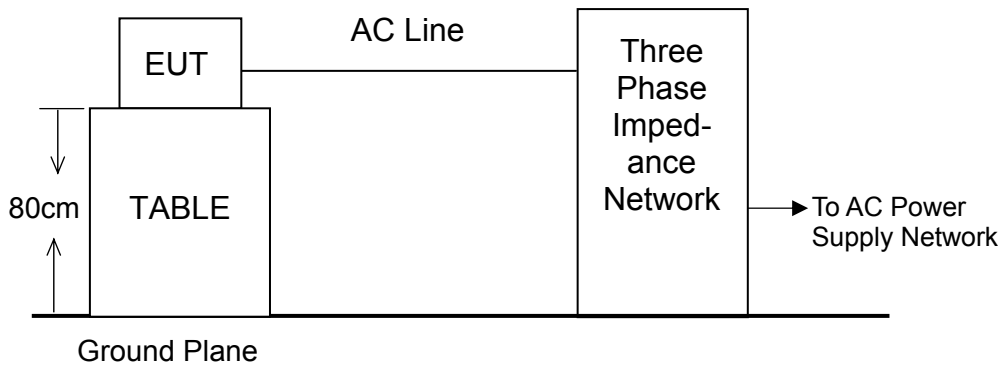 AC Line
EUT
Three
Phase
Imped-
ance
Network
80cm
TABLE
To AC Power
Supply Network
Ground Plane